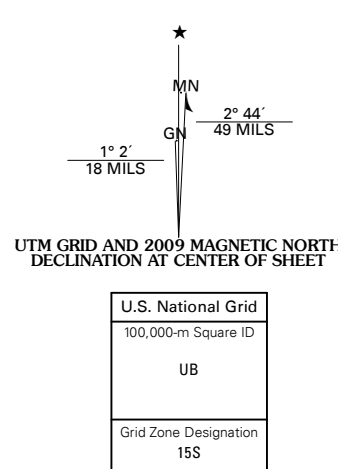 ★
MN
GN
2° 44´
49 MILS
1° 2´
18 MILS
UTM GRID AND 2009 MAGNETIC NORTH
DECLINATION AT CENTER OF SHEET
U.S. National Grid
100,000-m Square ID
UB
Grid Zone Designation
15S